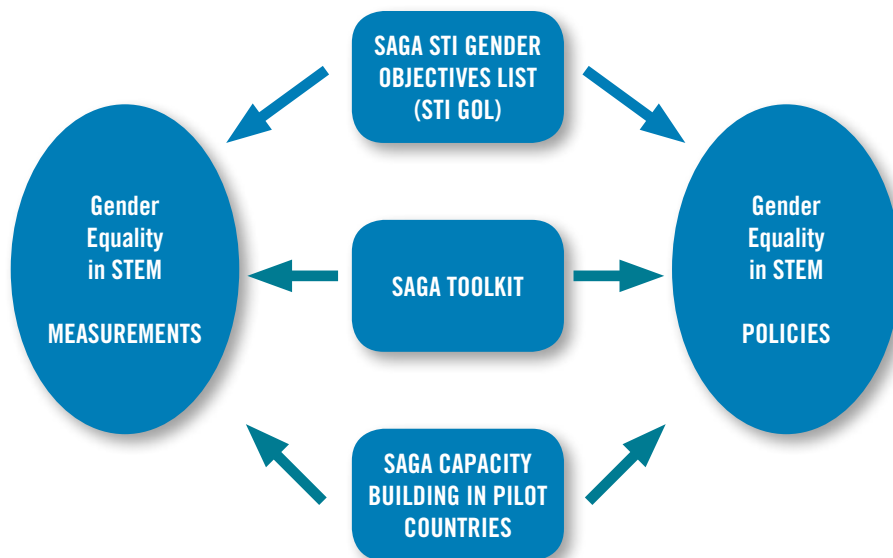 SAGA STI GENDER
OBJECTIVES LIST
(STI GOL)
Gender
Equality
in STEM
MEASUREMENTS
SAGA TOOLKIT
Gender
Equality
in STEM
POLICIES
SAGA CAPACITY
BUILDING IN PILOT
COUNTRIES